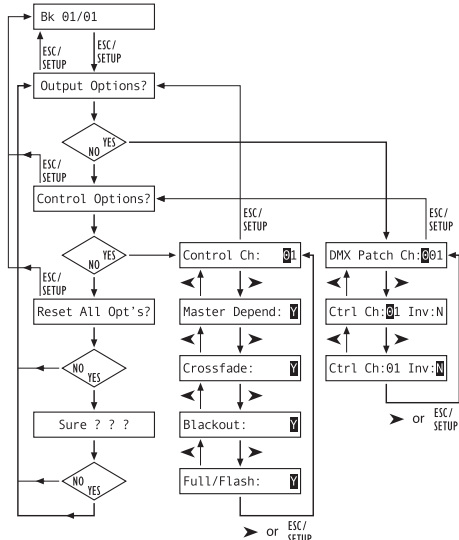 Bk 01/01
ESC/
SETUP
ESC/
SETUP
Output Options?
YES
NO
ESC/
SETUP
Control Options?
ESC/
SETUP
ESC/
SETUP
YES
NO
ESC/
SETUP
Control Ch: 01
DMX Patch Ch:001
Reset All Opt's?
Master Depend: Y
Ctrl Ch:01 Inv:N
NO
YES
Crossfade: Y
Ctrl Ch:01 Inv:N
Sure ? ? ?
Blackout: Y
or ESC/
SETUP
NO
YES
Full/Flash: Y
or ESC/
SETUP